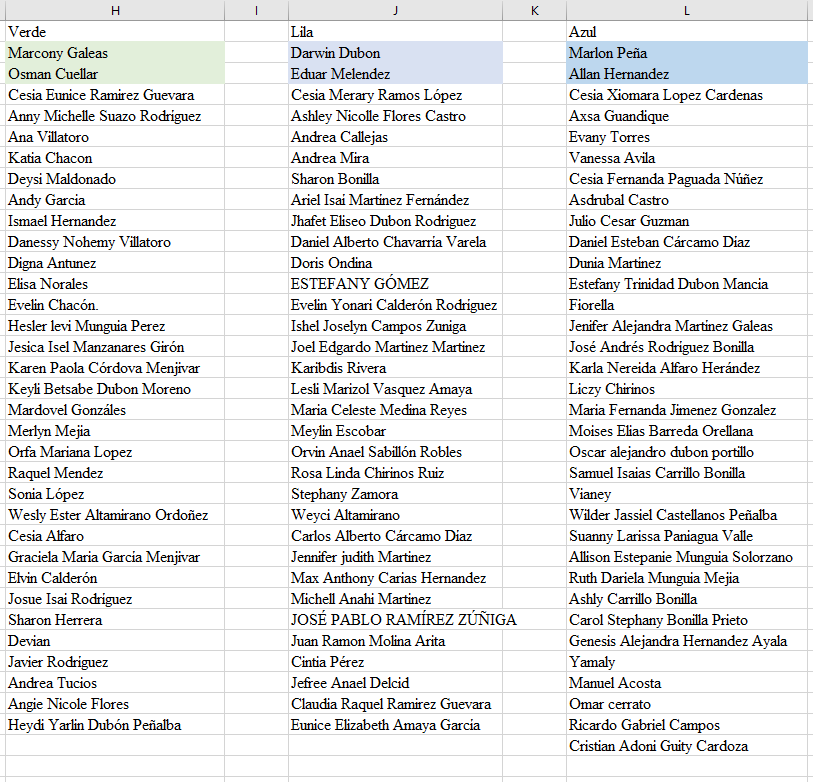 H I J K L
Verde Lila Azul
Marcony Galeas Darwin Dubon Marlon Peña
Osman Cuellar Eduar Melendez Allan Hernandez
Cesia Eunice Ramirez Guevara Cesia Merary Ramos López Cesia Xiomara Lopez Cardenas
Anny Michelle Suazo Rodriguez Ashley Nicolle Flores Castro Axsa Guandique
Ana Villatoro Andrea Callejas Evany Torres
Katia Chacon Andrea Mira Vanessa Avila
Deysi Maldonado Sharon Bonilla Cesia Fernanda Paguada Núñez
Andy Garcia Ariel Isai Martínez Fernández Asdrubal Castro
Ismael Hernandez Jhafet Eliseo Dubon Rodriguez Julio Cesar Guzman
Danessy Nohemy Villatoro Daniel Alberto Chavarria Varela Daniel Esteban Cárcamo Díaz
Digna Antunez Doris Ondina Dunia Martinez
Elisa Norales ESTEFANY GÓMEZ Estefany Trinidad Dubon Mancia
Evelin Chacón. Evelin Yonari Calderón Rodríguez Fiorella
Hesler levi Munguia Perez Ishel Joselyn Campos Zuniga Jenifer Alejandra Martinez Galeas
Jesica Isel Manzanares Girón Joel Edgardo Martinez Martinez José Andrés Rodriguez Bonilla
Karen Paola Córdova Menjivar Karibdis Rivera Karla Nereida Alfaro Herández
Keyli Betsabe Dubon Moreno Lesli Marizol Vasquez Amaya Liczy Chirinos
Mardovel Gonzáles Maria Celeste Medina Reyes Maria Fernanda Jimenez Gonzalez
Merlyn Mejia Meylin Escobar Moises Elias Barreda Orellana
Orfa Mariana Lopez Orvin Anael Sabillón Robles Oscar alejandro dubon portillo
Raquel Mendez Rosa Linda Chirinos Ruiz Samuel Isaias Carrillo Bonilla
Sonia López Stephany Zamora Vianey
Wesly Ester Altamirano Ordoñez Weyci Altamirano Wilder Jassiel Castellanos Peñalba
Cesia Alfaro Carlos Alberto Cárcamo Díaz Suanny Larissa Paniagua Valle
Graciela Maria Garcia Menjivar Jennifer judith Martinez Allison Estepanie Munguia Solorzano
Elvin Calderón Max Anthony Carias Hernandez Ruth Dariela Munguia Mejia
Josue Isai Rodríguez Michell Anahi Martinez Ashly Carrillo Bonilla
Sharon Herrera JOSÉ PABLO RAMÍREZ ZÚÑIGA Carol Stephany Bonilla Prieto
Devian Juan Ramon Molina Arita Genesis Alejandra Hernandez Ayala
Javier Rodríguez Cintia Pérez Yamaly
Andrea Tucios Jefree Anael Delcid Manuel Acosta
Angie Nicole Flores Claudia Raquel Ramirez Guevara Omar cerrato
Heydi Yarlin Dubón Peñalba Eunice Elizabeth Amaya Garcia Ricardo Gabriel Campos
Cristian Adoni Guity Cardoza